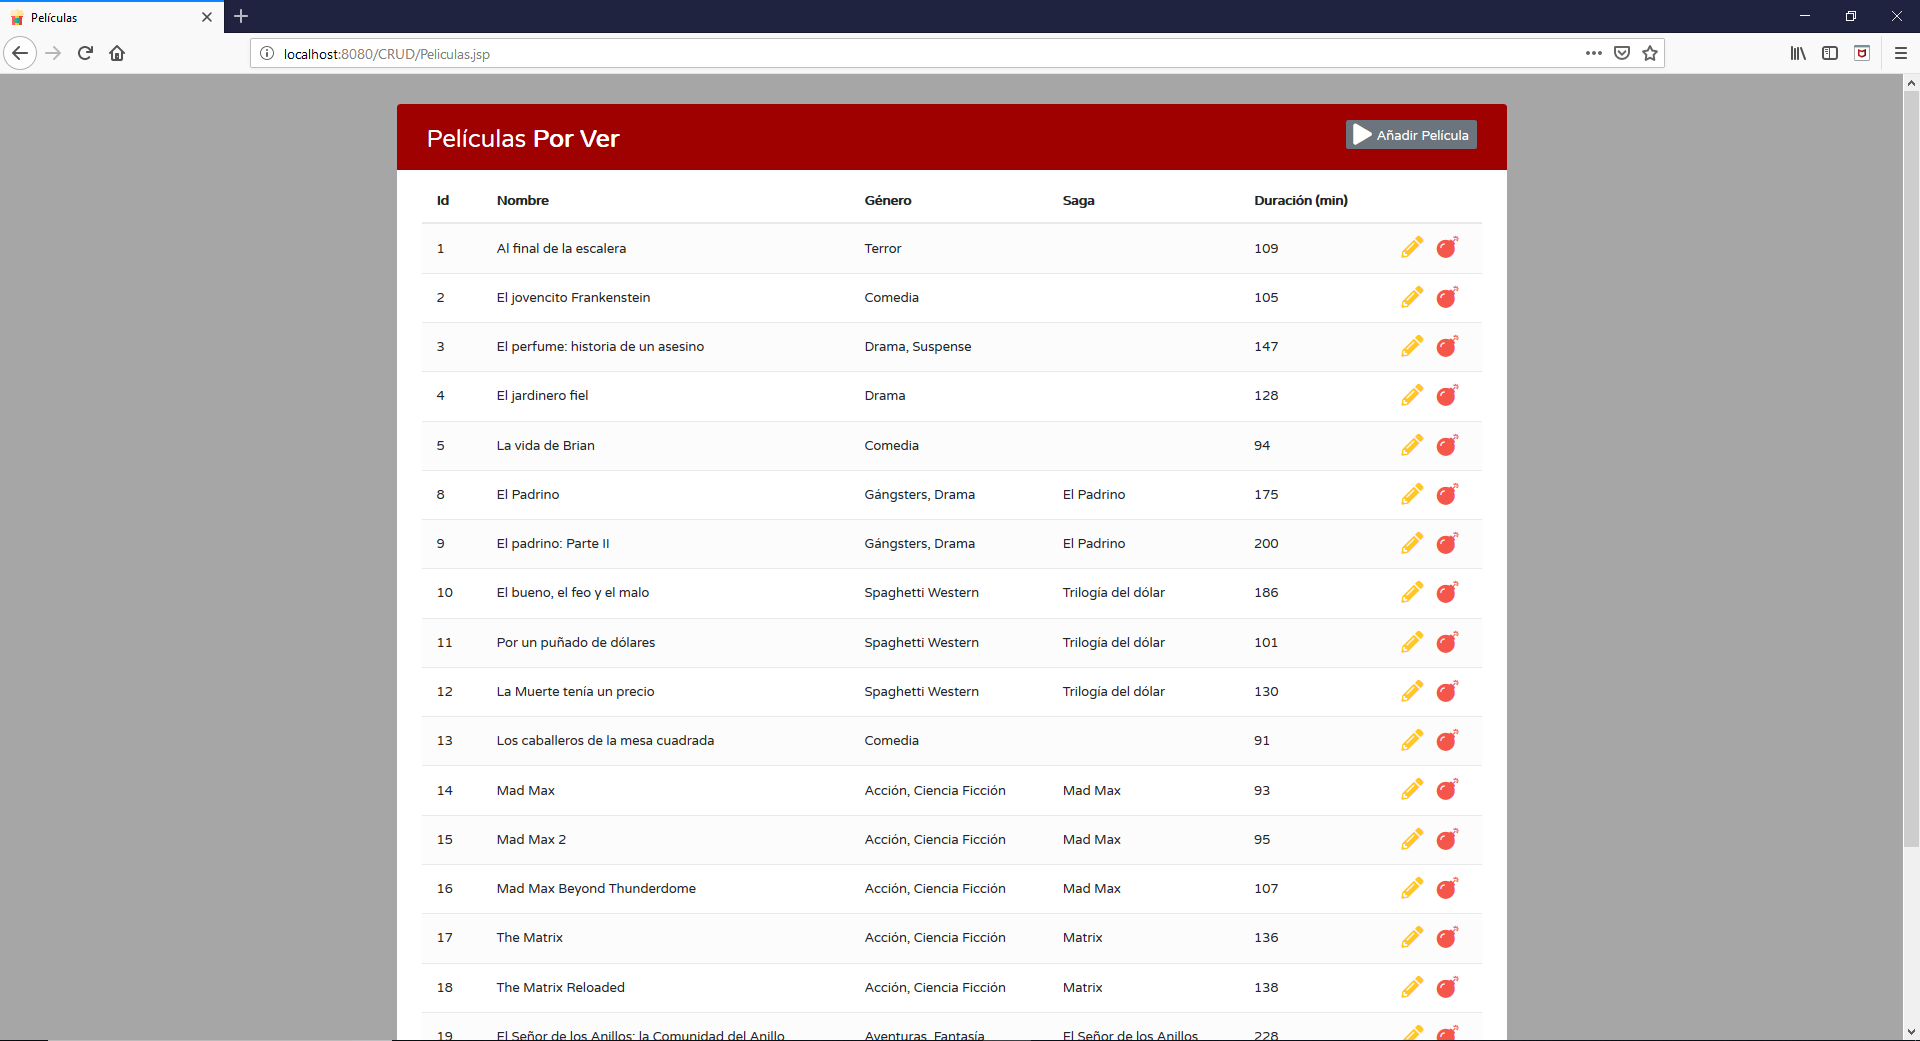 Películas
localhost:8080/CRUD/Peliculas.jsp
Películas Por Ver
Añadir Película
Id Nombre Género Saga Duración (min)
1 Al final de la escalera Terror 109
2 El jovencito Frankenstein Comedia 105
3 El perfume: historia de un asesino Drama, Suspense 147
4 El jardinero fiel Drama 128
5 La vida de Brian Comedia 94
8 El Padrino Gángsters, Drama El Padrino 175
9 El padrino: Parte II Gángsters, Drama El Padrino 200
10 El bueno, el feo y el malo Spaghetti Western Trilogía del dólar 186
11 Por un puñado de dólares Spaghetti Western Trilogía del dólar 101
12 La Muerte tenía un precio Spaghetti Western Trilogía del dólar 130
13 Los caballeros de la mesa cuadrada Comedia 91
14 Mad Max Acción, Ciencia Ficción Mad Max 93
15 Mad Max 2 Acción, Ciencia Ficción Mad Max 95
16 Mad Max Beyond Thunderdome Acción, Ciencia Ficción Mad Max 107
17 The Matrix Acción, Ciencia Ficción Matrix 136
18 The Matrix Reloaded Acción, Ciencia Ficción Matrix 138
19 El Señor de los Anillos: la Comunidad del Anillo Aventuras, Fantasía El Señor de los Anillos 228